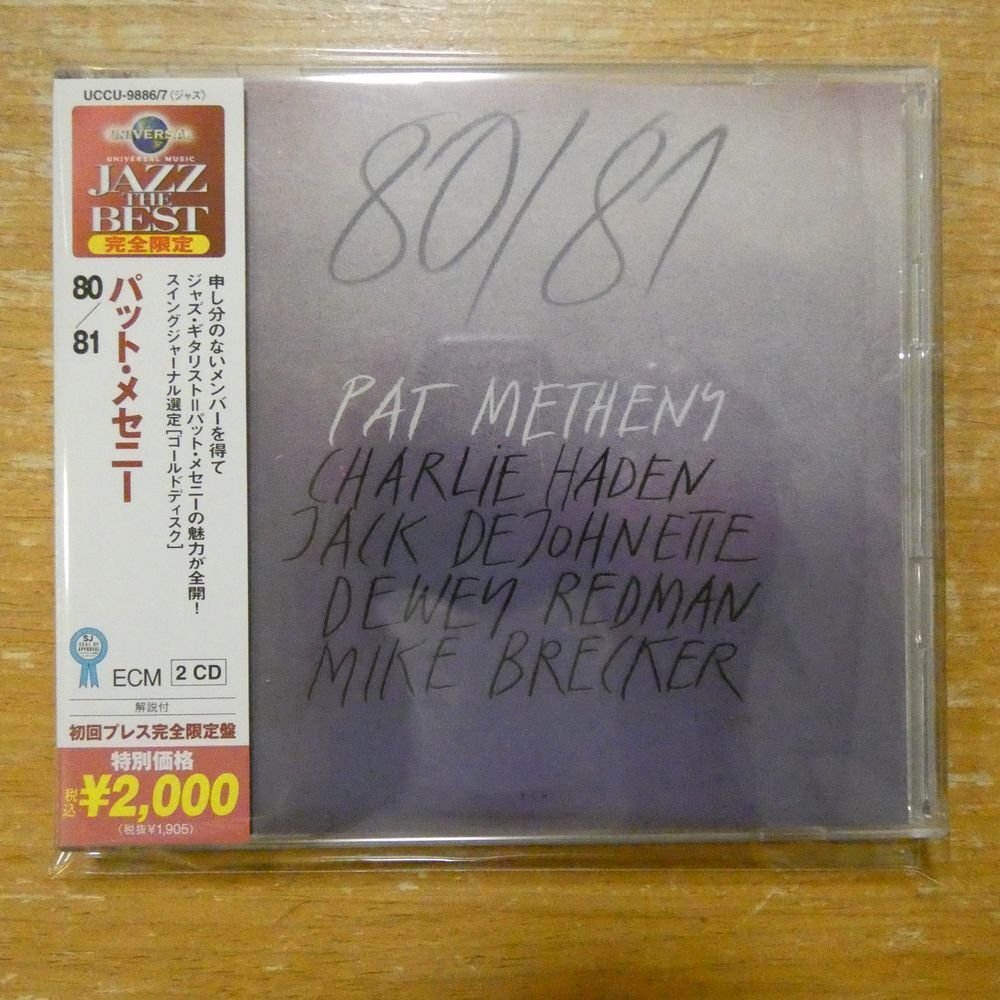 UCCU-9886/7〈ジャズ〉
UNIVERSAL
UNIVERSAL MUSIC
JAZZ
THE
BEST
完全限定
80/81
パット・メセニー
申し分のないメンバーを得て
ジャズ・ギタリスト=パット・メセニーの魅力が全開！
スイングジャーナル選定［ゴールドディスク］
SJ
SEAL OF
APPROVAL
ECM
2 CD
解説付
初回プレス完全限定盤
特別価格
税込
¥2,000
(税抜¥1,905)
80/81
PAT METHENY
CHARLIE HADEN
JACK DEJOHNETTE
DEWEY REDMAN
MIKE BRECKER